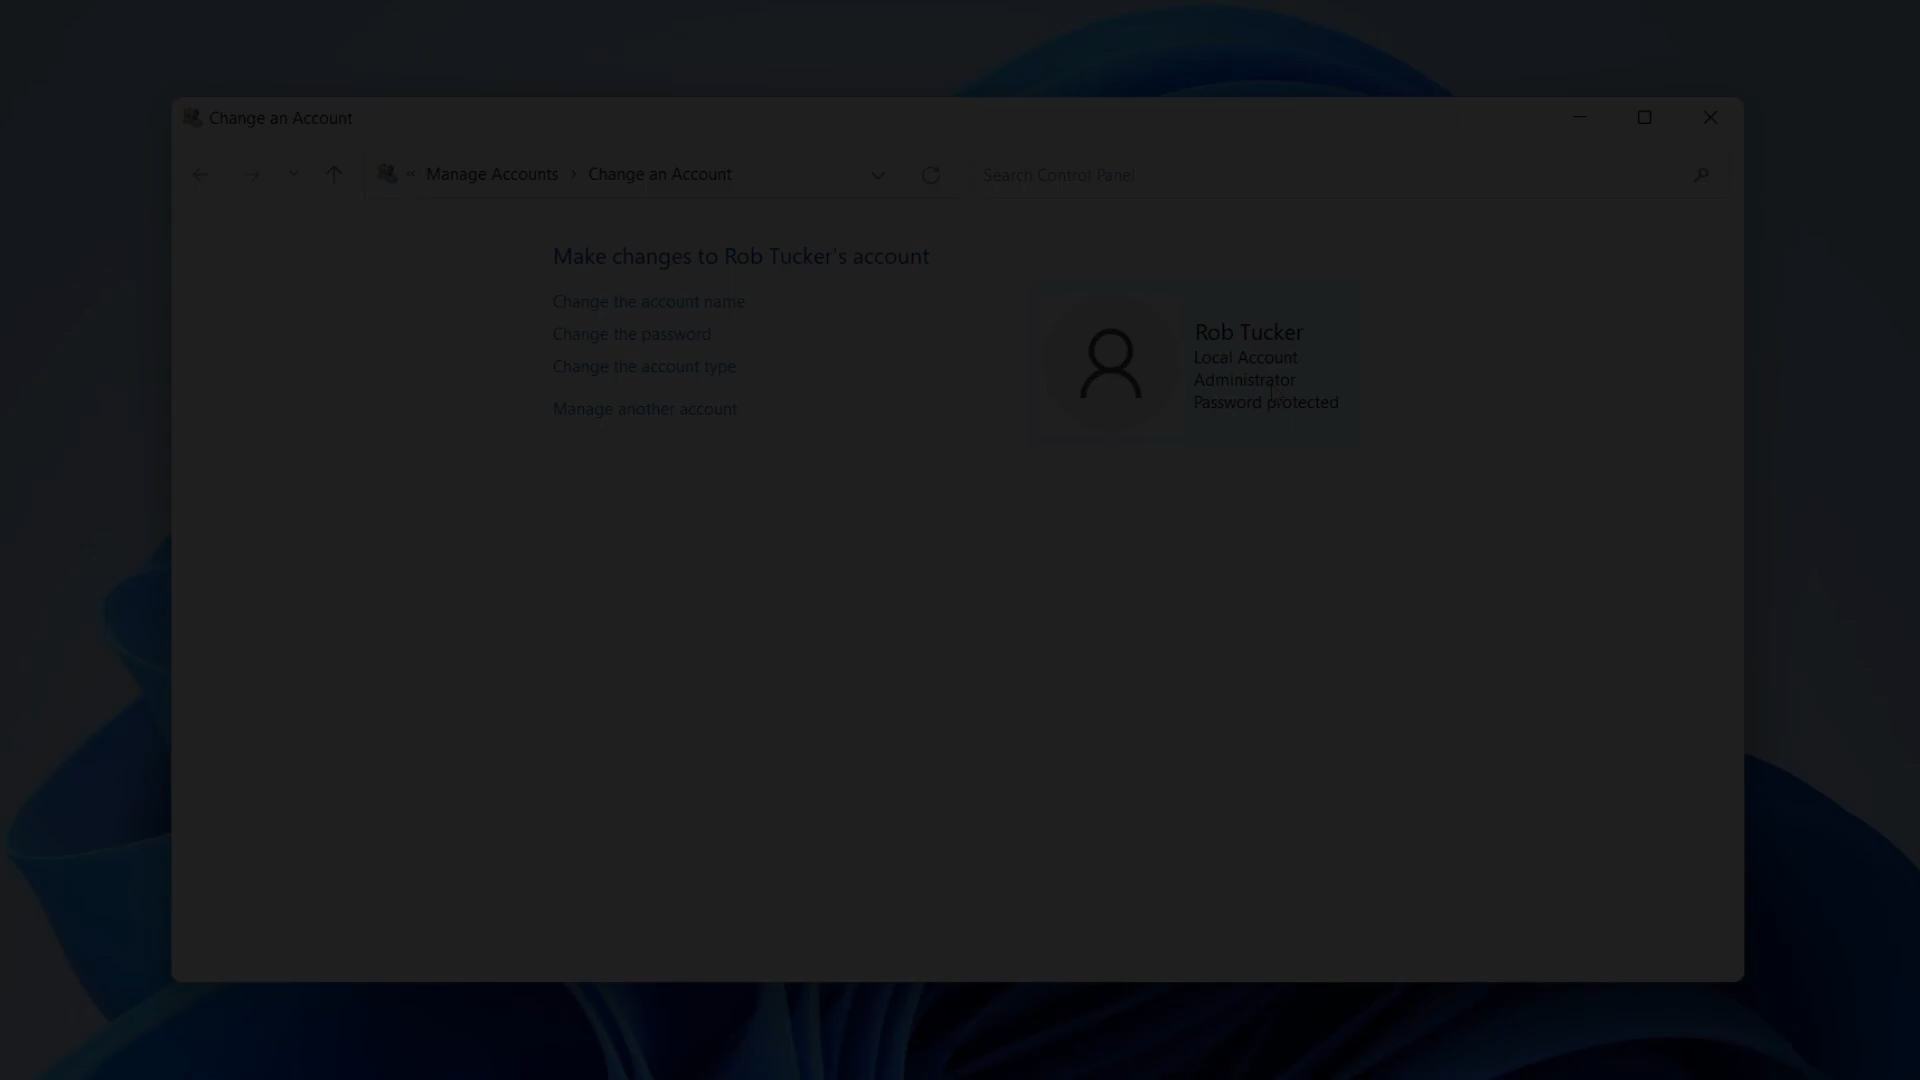 Change an Account
« Manage Accounts › Change an Account
Search Control Panel
Make changes to Rob Tucker's account
Change the account name
Change the password
Change the account type
Manage another account
Rob Tucker
Local Account
Administrator
Password protected